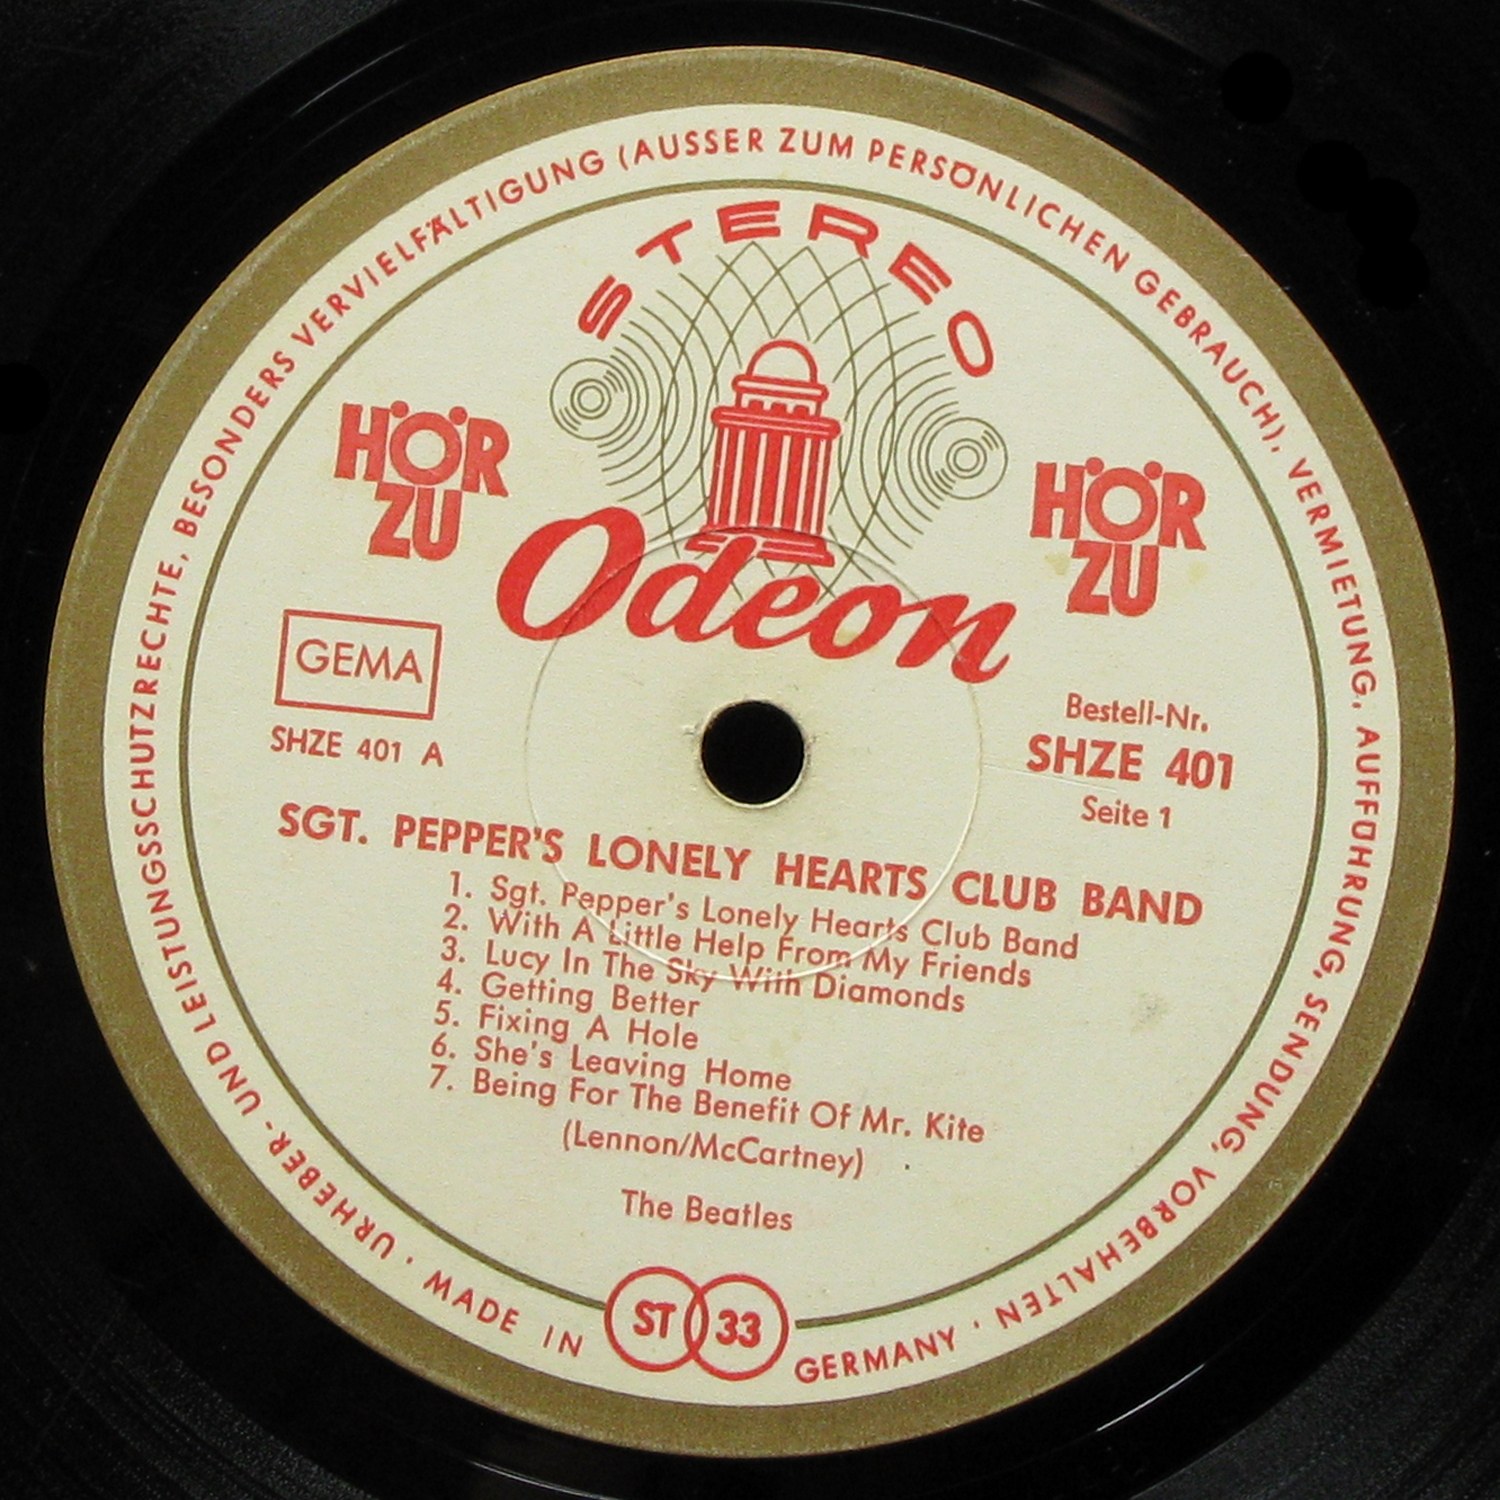 URHEBER- UND LEISTUNGSSCHUTZRECHTE, BESONDERS VERVIELFÄLTIGUNG (AUSSER ZUM PERSÖNLICHEN GEBRAUCH), VERMIETUNG, AUFFÜHRUNG, SENDUNG, VORBEHALTEN ·
STEREO
HÖR
ZU
HÖR
ZU
Odeon
GEMA
SHZE 401 A
Bestell-Nr.
SHZE 401
Seite 1
SGT. PEPPER'S LONELY HEARTS CLUB BAND
1. Sgt. Pepper's Lonely Hearts Club Band
2. With A Little Help From My Friends
3. Lucy In The Sky With Diamonds
4. Getting Better
5. Fixing A Hole
6. She's Leaving Home
7. Being For The Benefit Of Mr. Kite
(Lennon/McCartney)
The Beatles
ST 33
· MADE IN GERMANY